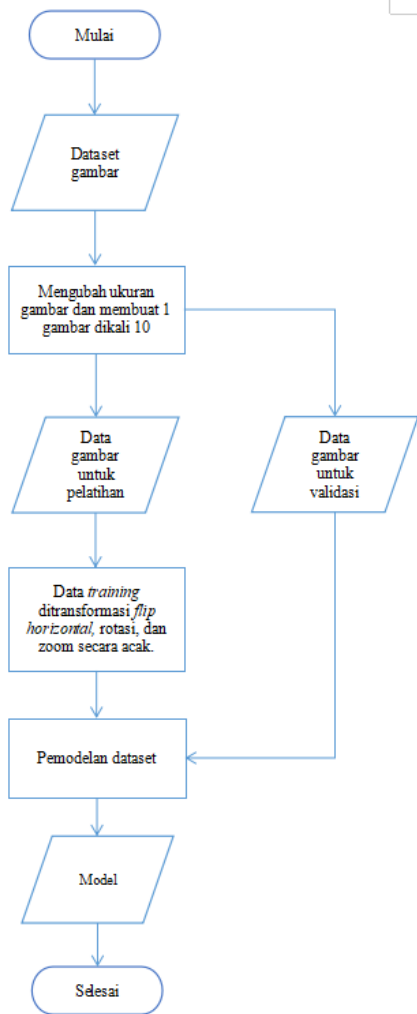 Mulai
Dataset
gambar
Mengubah ukuran
gambar dan membuat 1
gambar dikali 10
Data
gambar
untuk
pelatihan
Data
gambar
untuk
validasi
Data training
ditransformasi flip
horizontal, rotasi, dan
zoom secara acak.
Pemodelan dataset
Model
Selesai